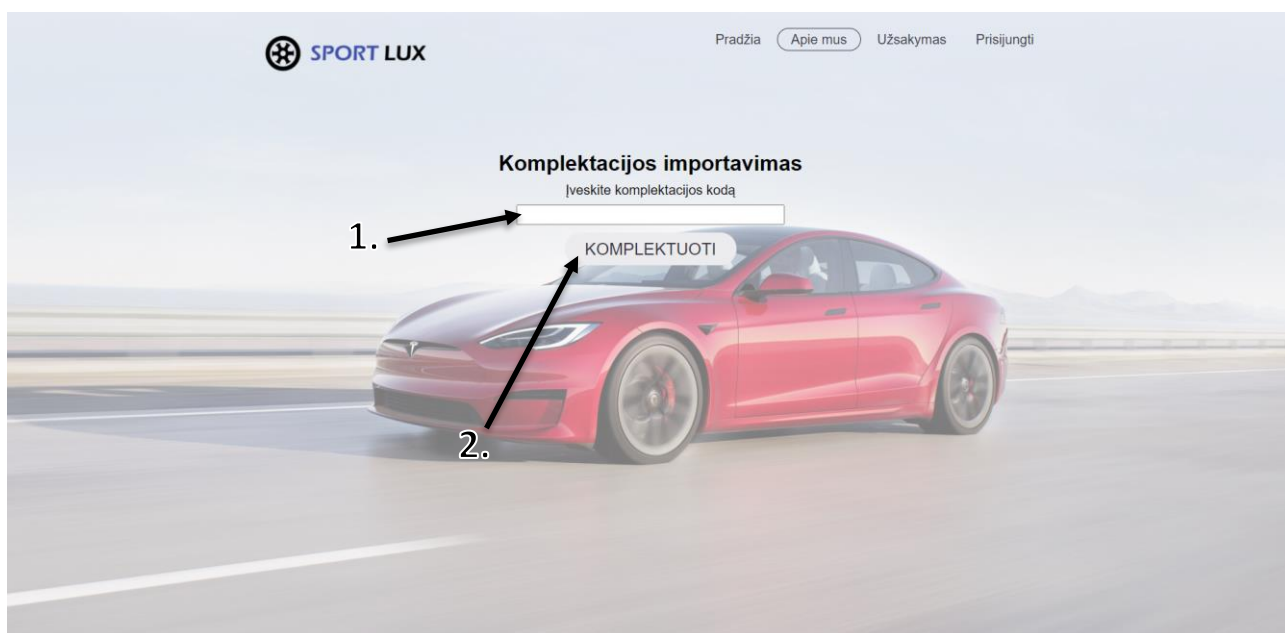 SPORT LUX
Pradžia Apie mus Užsakymas Prisijungti
Komplektacijos importavimas
Įveskite komplektacijos kodą
1.
KOMPLEKTUOTI
2.